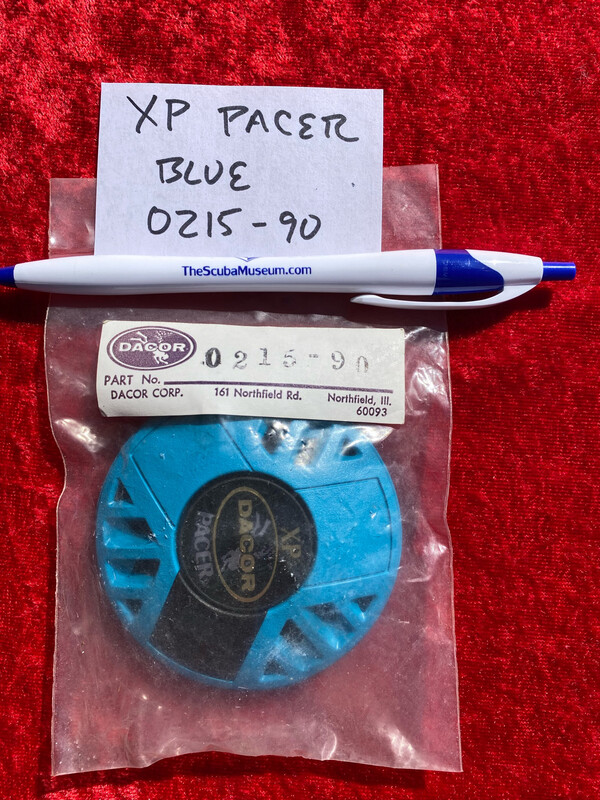 XP PACER
BLUE
0215-90
TheScubaMuseum.com
DACOR
0215-90
PART No.
DACOR CORP. 161 Northfield Rd. Northfield, Ill.
60093
XP
DACOR
PACER